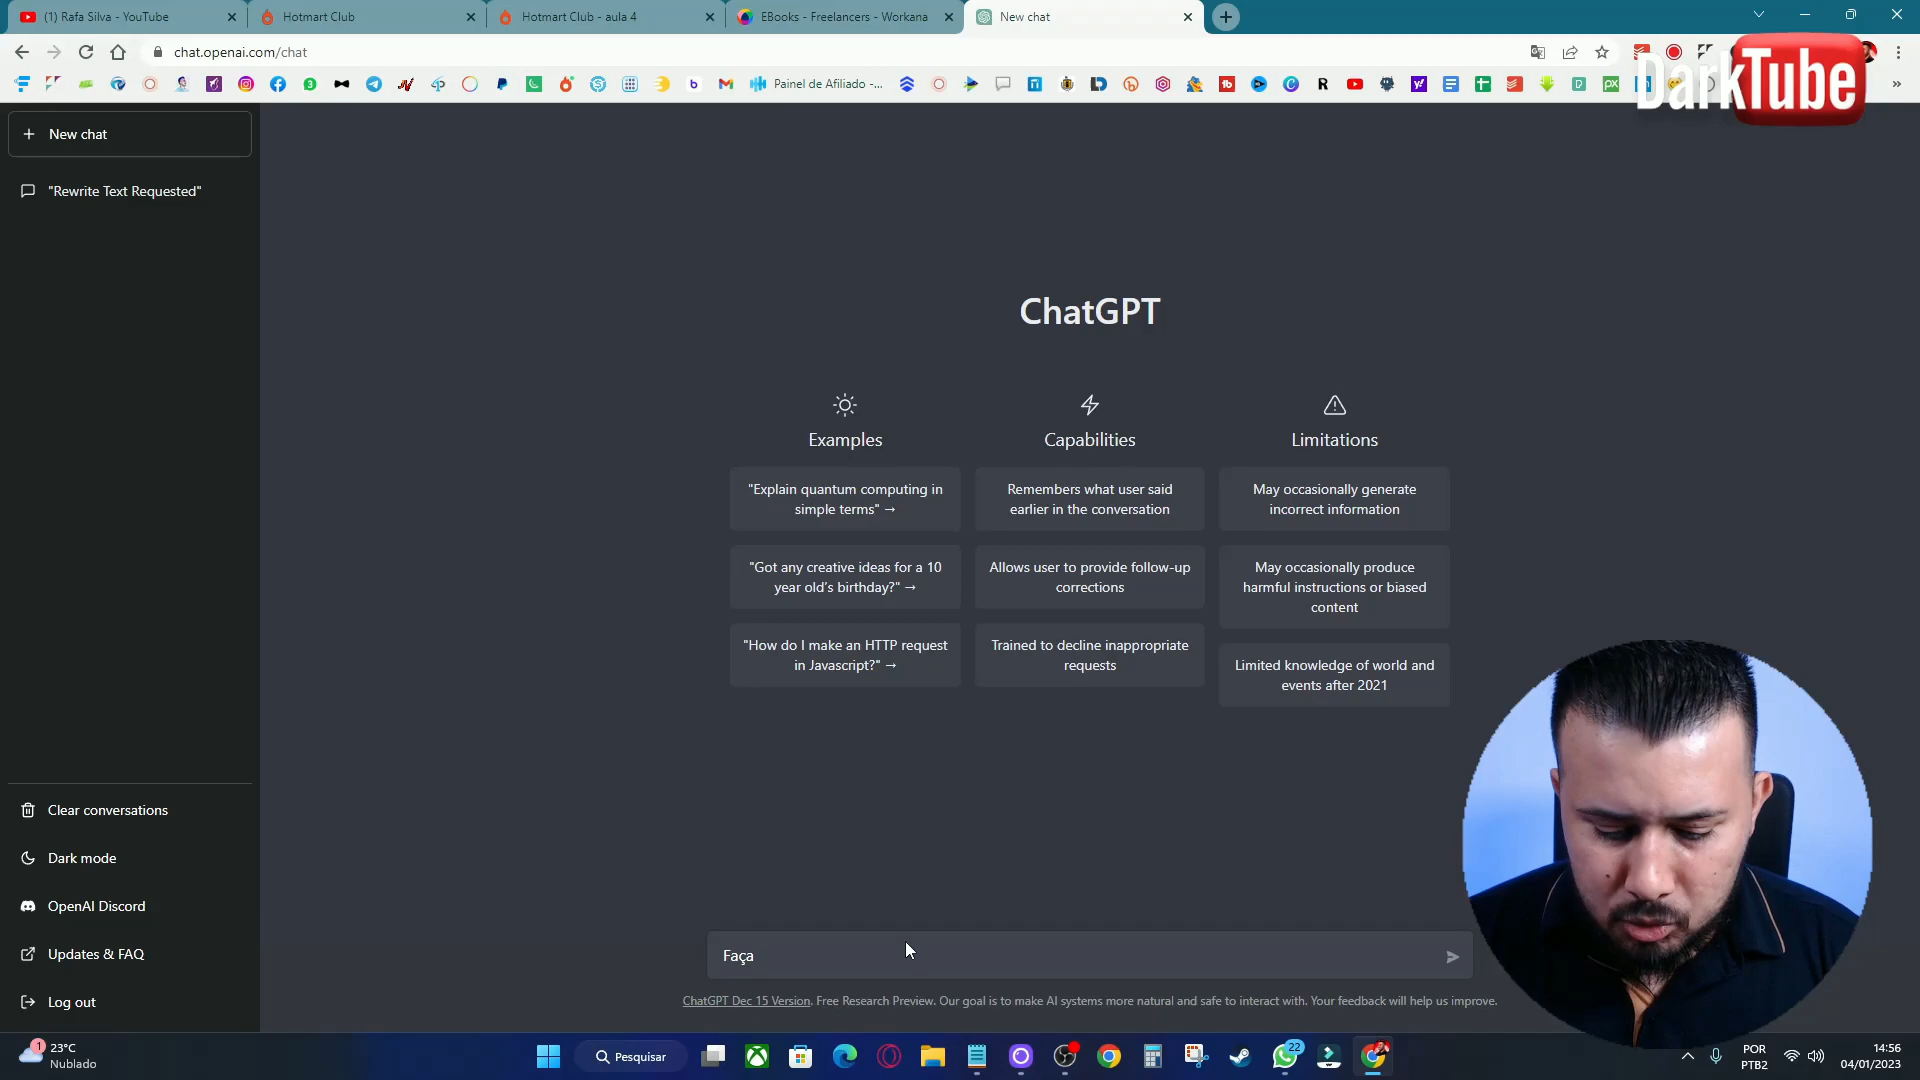 (1) Rafa Silva - YouTube
Hotmart Club
Hotmart Club - aula 4
EBooks - Freelancers - Workana
New chat
chat.openai.com/chat
Painel de Afiliado -...
DarkTube
New chat
"Rewrite Text Requested"
ChatGPT
Examples
Capabilities
Limitations
"Explain quantum computing in
simple terms" →
Remembers what user said
earlier in the conversation
May occasionally generate
incorrect information
"Got any creative ideas for a 10
year old's birthday?" →
Allows user to provide follow-up
corrections
May occasionally produce
harmful instructions or biased
content
"How do I make an HTTP request
in Javascript?" →
Trained to decline inappropriate
requests
Limited knowledge of world and
events after 2021
Clear conversations
Dark mode
OpenAI Discord
Updates & FAQ
Log out
Faça
ChatGPT Dec 15 Version. Free Research Preview. Our goal is to make AI systems more natural and safe to interact with. Your feedback will help us improve.
1
23°C
Nublado
Pesquisar
22
POR
PTB2
14:56
04/01/2023